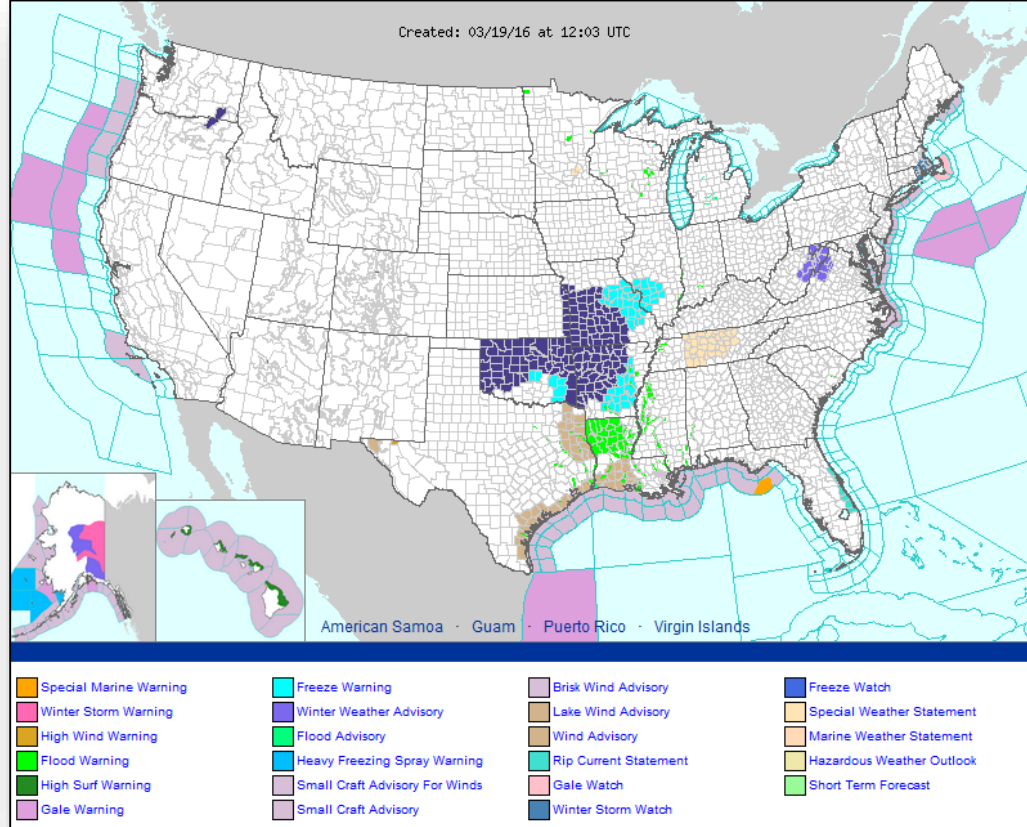 Created: 03/19/16 at 12:03 UTC
American Samoa · Guam · Puerto Rico · Virgin Islands
Special Marine Warning
Freeze Warning
Brisk Wind Advisory
Freeze Watch
Winter Storm Warning
Winter Weather Advisory
Lake Wind Advisory
Special Weather Statement
High Wind Warning
Flood Advisory
Wind Advisory
Marine Weather Statement
Flood Warning
Heavy Freezing Spray Warning
Rip Current Statement
Hazardous Weather Outlook
High Surf Warning
Small Craft Advisory For Winds
Gale Watch
Short Term Forecast
Gale Warning
Small Craft Advisory
Winter Storm Watch